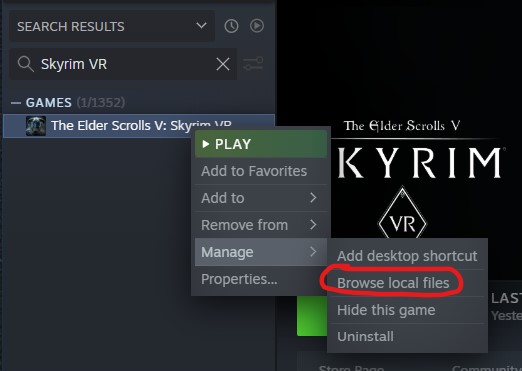 SEARCH RESULTS
Skyrim VR
GAMES (1/1352)
The Elder Scrolls V: Skyrim VR
PLAY
Add to Favorites
Add to
Remove from
Manage
Properties...
The Elder Scrolls V
KYRIM
VR
Add desktop shortcut
Browse local files
Hide this game
Uninstall
LAST
Yeste
Store Page
Community